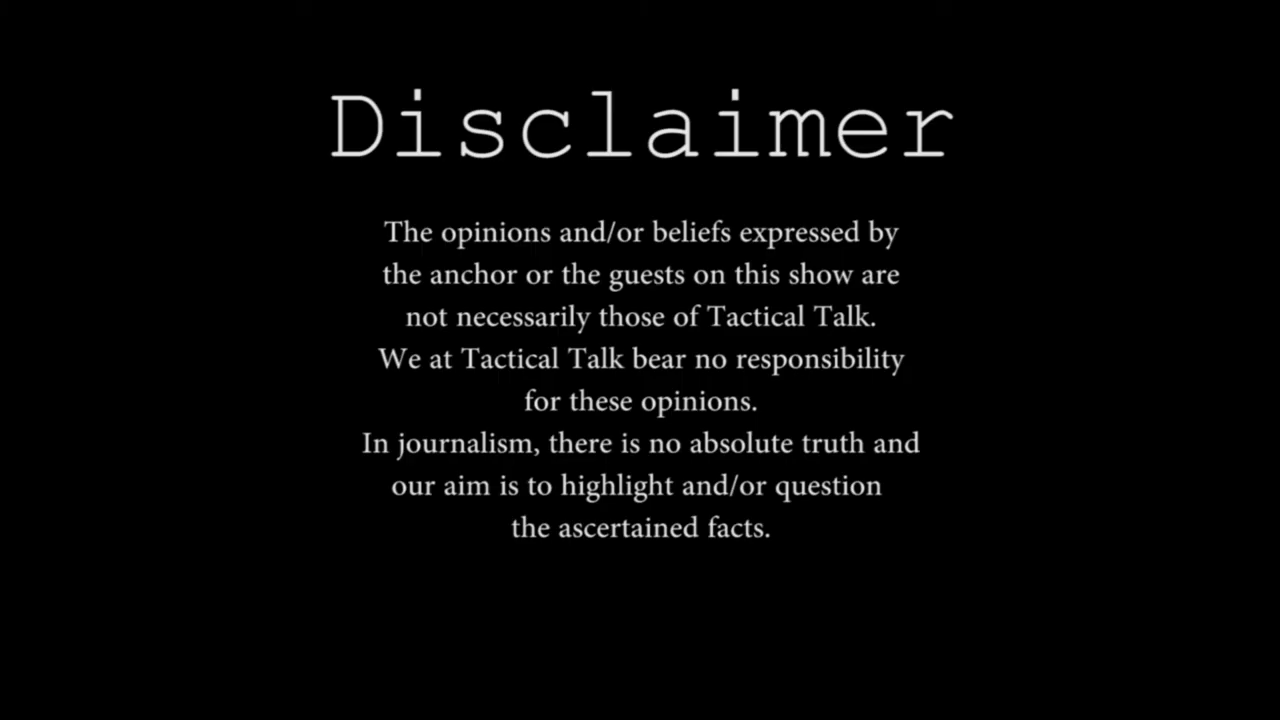 Disclaimer
The opinions and/or beliefs expressed by
the anchor or the guests on this show are
not necessarily those of Tactical Talk.
We at Tactical Talk bear no responsibility
for these opinions.
In journalism, there is no absolute truth and
our aim is to highlight and/or question
the ascertained facts.